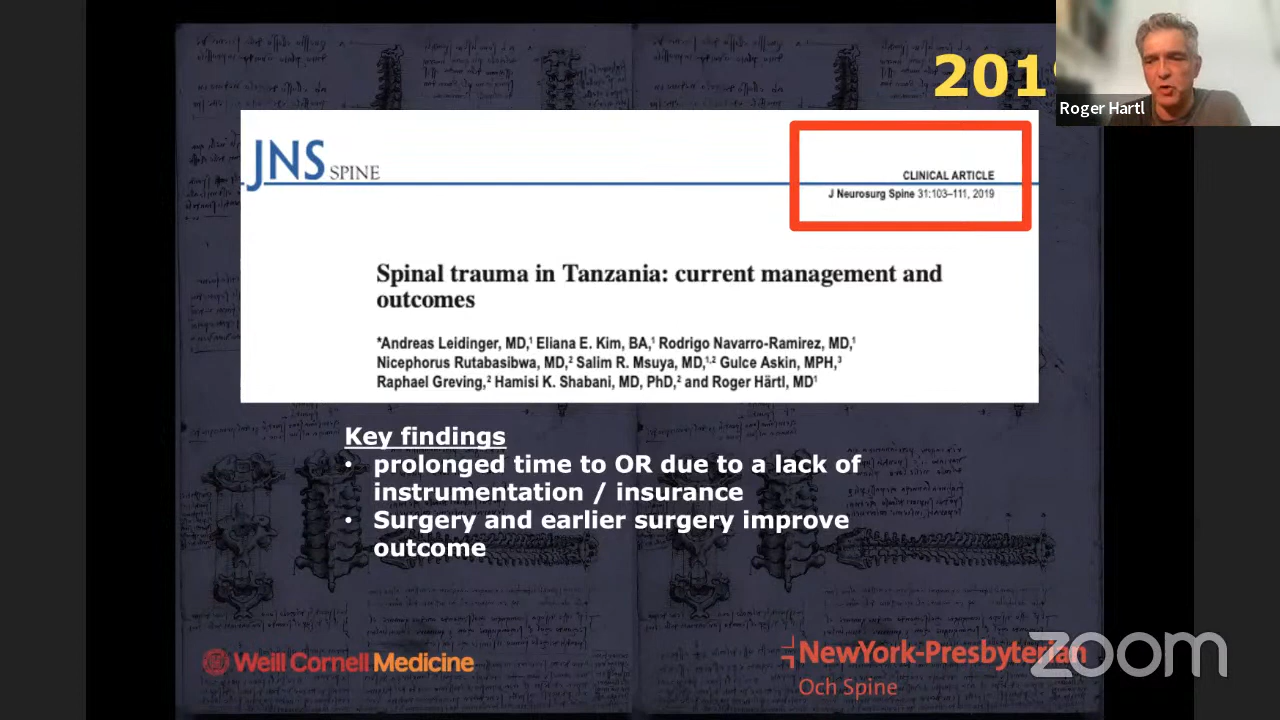 201
Roger Hartl
JNS SPINE
CLINICAL ARTICLE
J Neurosurg Spine 31:103–111, 2019
Spinal trauma in Tanzania: current management and
outcomes
*Andreas Leidinger, MD,¹ Eliana E. Kim, BA,¹ Rodrigo Navarro-Ramirez, MD,¹
Nicephorus Rutabasibwa, MD,² Salim R. Msuya, MD,¹,² Gulce Askin, MPH,³
Raphael Greving,² Hamisi K. Shabani, MD, PhD,² and Roger Härtl, MD¹
Key findings
• prolonged time to OR due to a lack of
instrumentation / insurance
• Surgery and earlier surgery improve
outcome
Weill Cornell Medicine
NewYork-Presbyterian
Och Spine
zoom